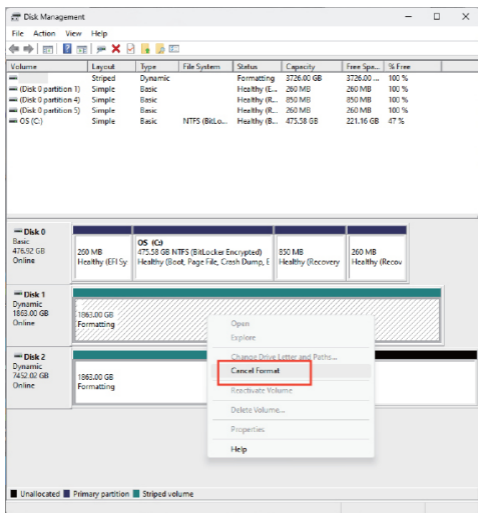 Disk Management
File Action View Help
Volume Layout Type File System Status Capacity Free Spa... % Free
Striped Dynamic Formatting 3726.00 GB 3726.00 ... 100 %
(Disk 0 partition 1) Simple Basic Healthy (E... 260 MB 260 MB 100 %
(Disk 0 partition 4) Simple Basic Healthy (R... 850 MB 850 MB 100 %
(Disk 0 partition 5) Simple Basic Healthy (R... 260 MB 260 MB 100 %
OS (C:) Simple Basic NTFS (BitLo... Healthy (B... 475.58 GB 221.16 GB 47 %
Disk 0
Basic
476.92 GB
Online
260 MB
Healthy (EFI Sy
OS (C:)
475.58 GB NTFS (BitLocker Encrypted)
Healthy (Boot, Page File, Crash Dump, E
850 MB
Healthy (Recovery
260 MB
Healthy (Recov
Disk 1
Dynamic
1863.00 GB
Online
1863.00 GB
Formatting
Disk 2
Dynamic
7452.02 GB
Online
1863.00 GB
Formatting
Open
Explore
Change Drive Letter and Paths...
Cancel Format
Reactivate Volume
Delete Volume...
Properties
Help
Unallocated Primary partition Striped volume